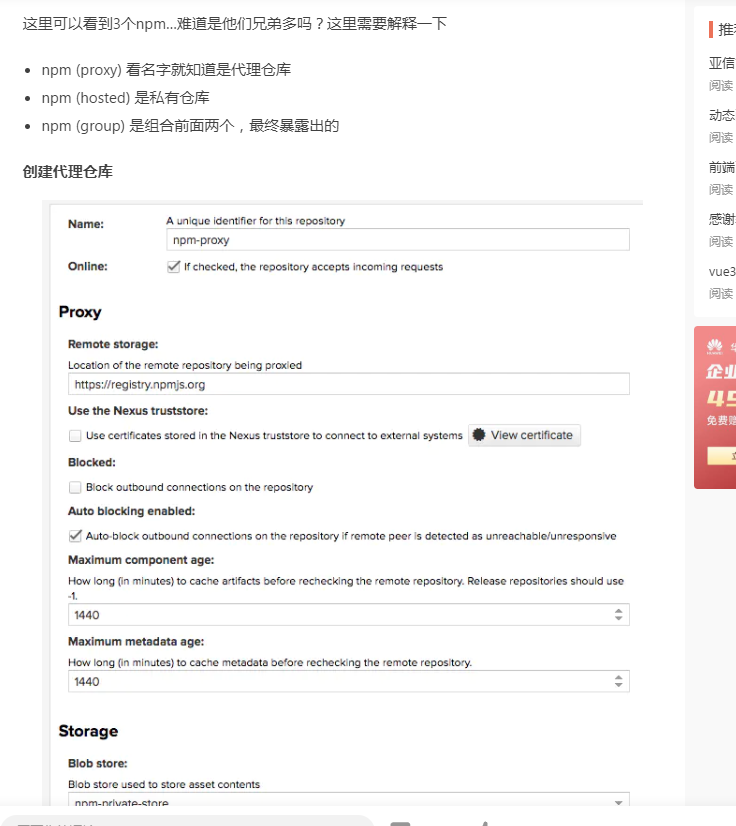 这里可以看到3个npm...难道是他们兄弟多吗？这里需要解释一下
npm (proxy) 看名字就知道是代理仓库
npm (hosted) 是私有仓库
npm (group) 是组合前面两个，最终暴露出的
创建代理仓库
Name:
A unique identifier for this repository
npm-proxy
Online:
If checked, the repository accepts incoming requests
Proxy
Remote storage:
Location of the remote repository being proxied
https://registry.npmjs.org
Use the Nexus truststore:
Use certificates stored in the Nexus truststore to connect to external systems
View certificate
Blocked:
Block outbound connections on the repository
Auto blocking enabled:
Auto-block outbound connections on the repository if remote peer is detected as unreachable/unresponsive
Maximum component age:
How long (in minutes) to cache artifacts before rechecking the remote repository. Release repositories should use
-1.
1440
Maximum metadata age:
How long (in minutes) to cache metadata before rechecking the remote repository.
1440
Storage
Blob store:
Blob store used to store asset contents
npm-private-store
推荐
亚信
阅读
动态
阅读
前端
阅读
感谢
阅读
vue3
阅读
企业
45
免费